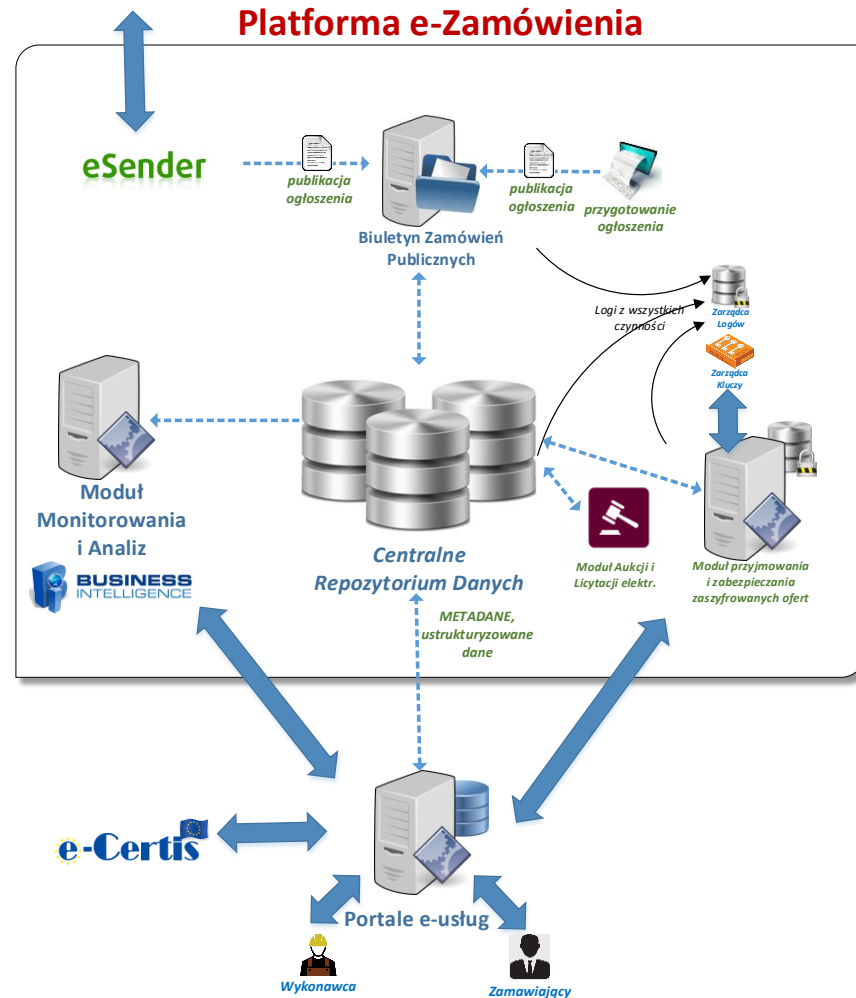 Platforma e-Zamówienia
eSender
publikacja
ogłoszenia
publikacja
ogłoszenia
przygotowanie
ogłoszenia
Biuletyn Zamówień
Publicznych
Logi z wszystkich
czynności
Zarządca
Logów
Zarządca
Kluczy
Moduł
Monitorowania
i Analiz
BUSINESS
INTELLIGENCE
Centralne
Repozytorium Danych
Moduł Aukcji i
Licytacji elektr.
Moduł przyjmowania
i zabezpieczania
zaszyfrowanych ofert
METADANE,
ustrukturyzowane
dane
e-Certis
Portale e-usług
Wykonawca
Zamawiający